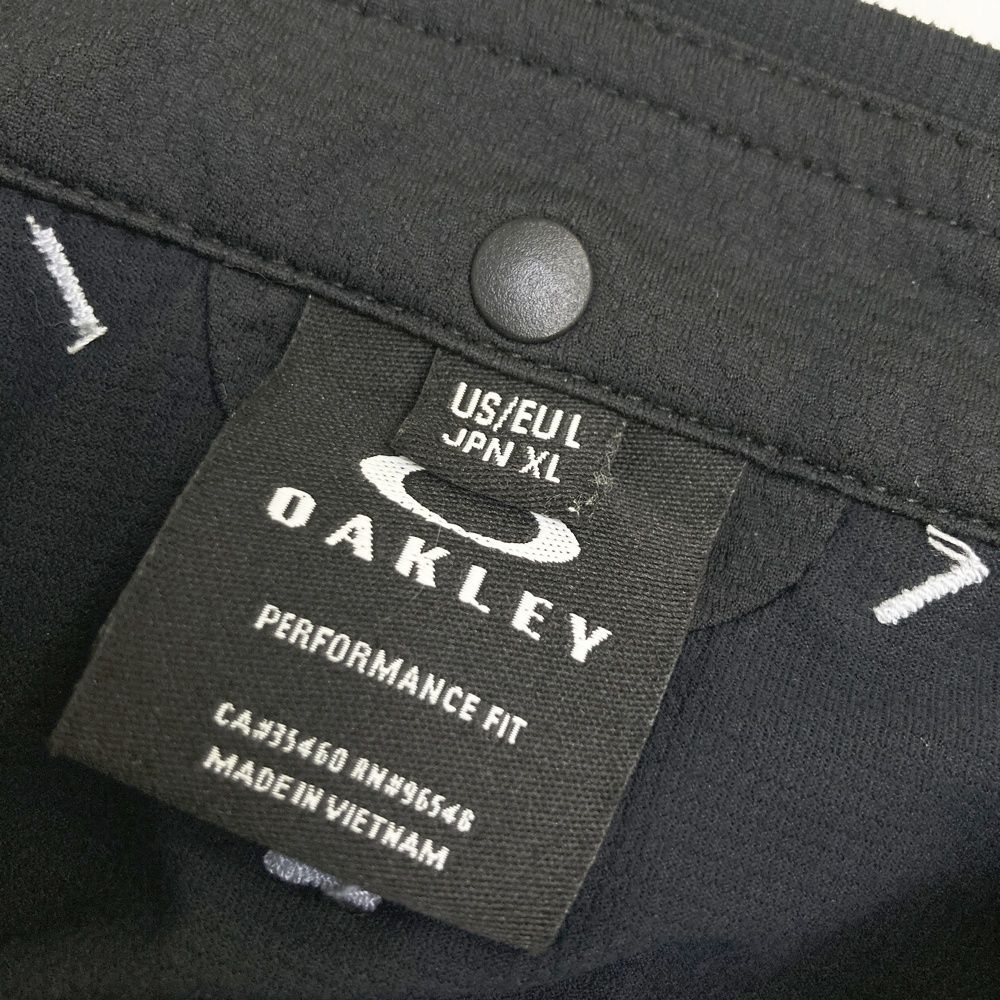 US/EU L
JPN XL
OAKLEY
PERFORMANCE FIT
CA#35460 RN#96548
MADE IN VIETNAM